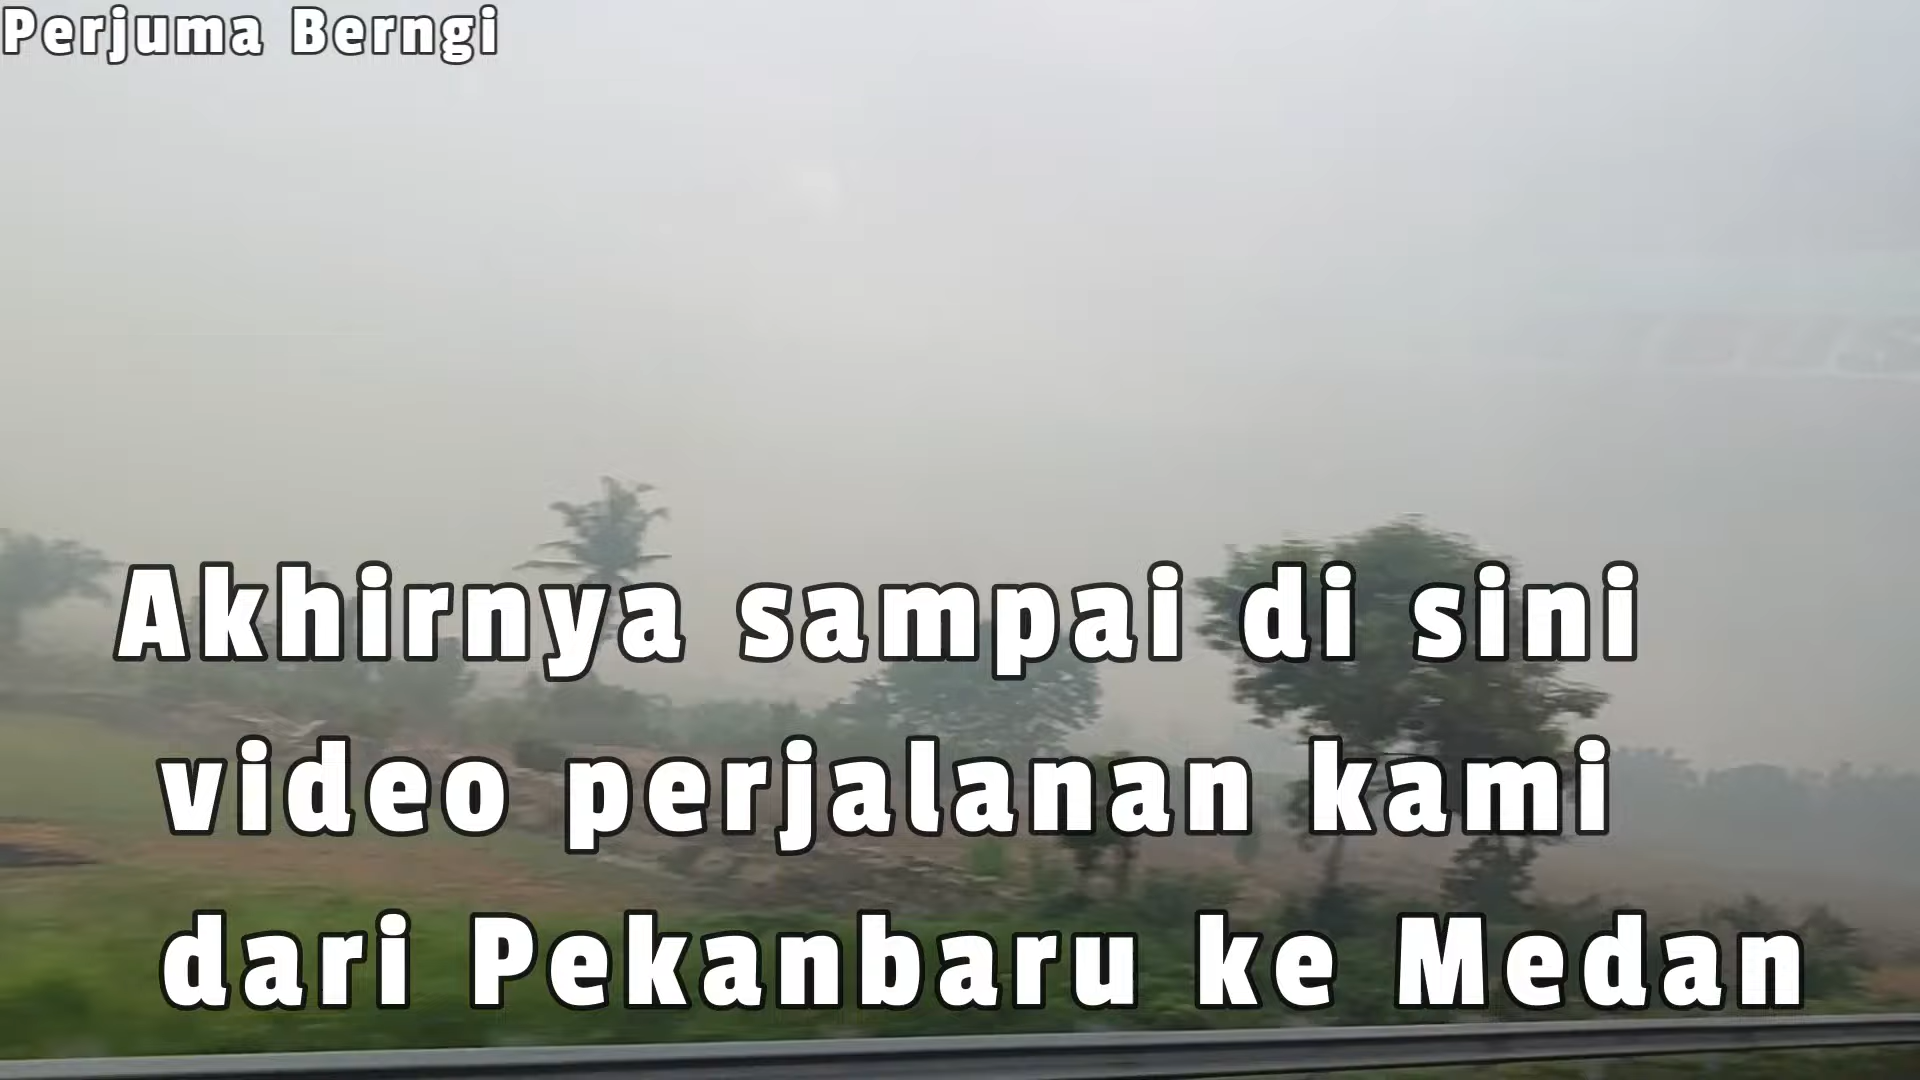 Perjuma Berngi
Akhirnya sampai di sini
video perjalanan kami
dari Pekanbaru ke Medan